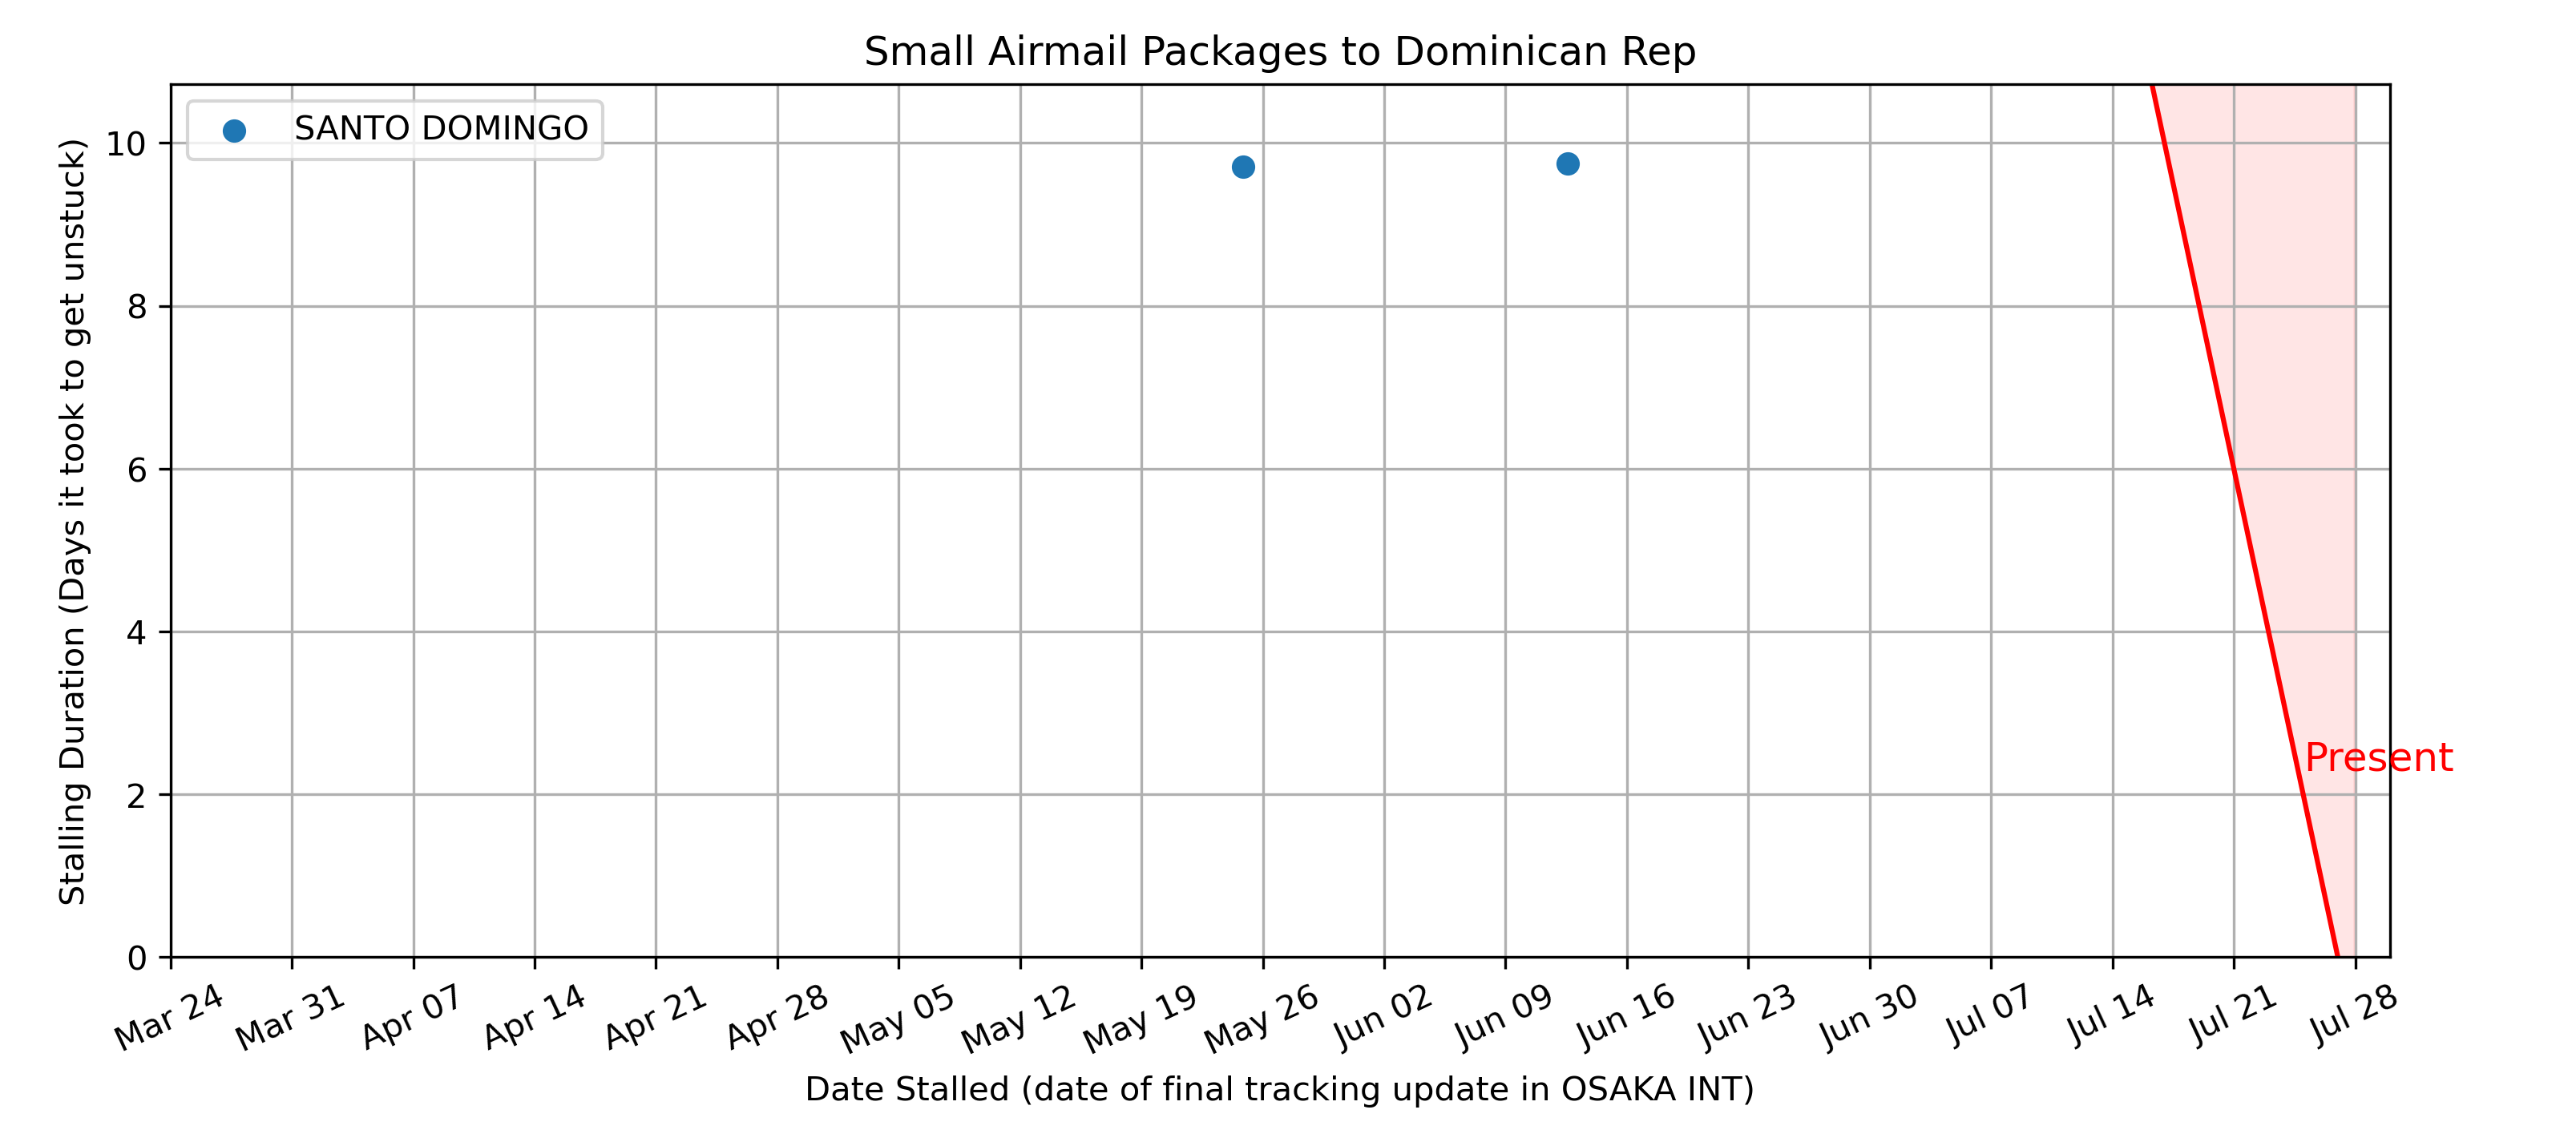 Small Airmail Packages to Dominican Rep
SANTO DOMINGO
Stalling Duration (Days it took to get unstuck)
10
8
6
4
2
0
Present
Mar 24
Mar 31
Apr 07
Apr 14
Apr 21
Apr 28
May 05
May 12
May 19
May 26
Jun 02
Jun 09
Jun 16
Jun 23
Jun 30
Jul 07
Jul 14
Jul 21
Jul 28
Date Stalled (date of final tracking update in OSAKA INT)